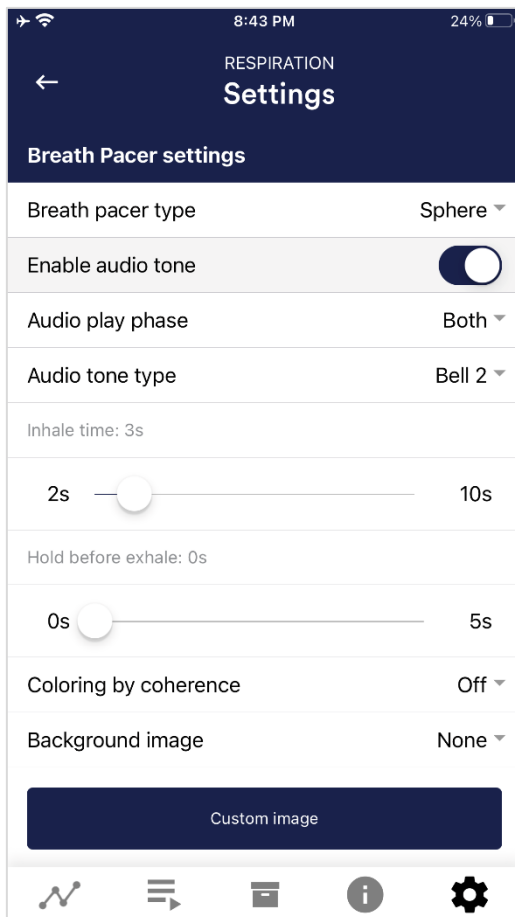 8:43 PM 24%
RESPIRATION
Settings
Breath Pacer settings
Breath pacer type Sphere
Enable audio tone
Audio play phase Both
Audio tone type Bell 2
Inhale time: 3s
2s 10s
Hold before exhale: 0s
0s 5s
Coloring by coherence Off
Background image None
Custom image